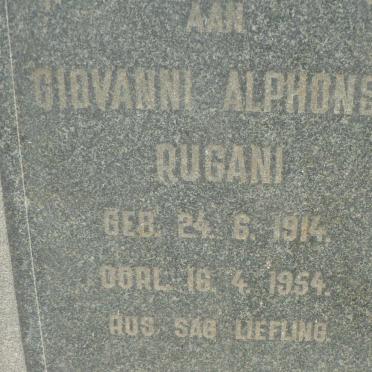 AAN
GIOVANNI ALPHONS
RUGANI
GEB. 24. 6. 1914.
OORL. 16. 4. 1954.
RUS SAG LIEFLING.